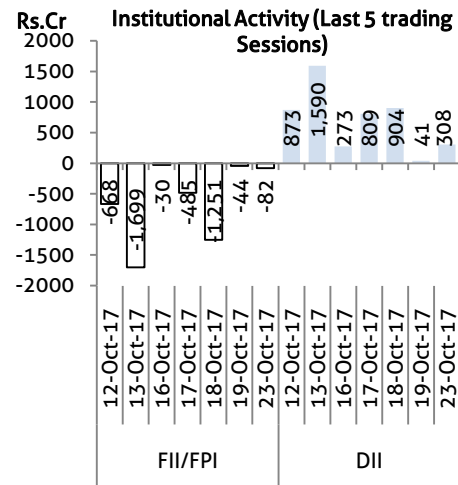 Rs.Cr
Institutional Activity (Last 5 trading
Sessions)
2000
1500
1000
500
0
-500
-1000
-1500
-2000
-668
-1,699
-30
-485
-1,251
-44
-82
873
1,590
273
809
904
41
308
12-Oct-17
13-Oct-17
16-Oct-17
17-Oct-17
18-Oct-17
19-Oct-17
23-Oct-17
12-Oct-17
13-Oct-17
16-Oct-17
17-Oct-17
18-Oct-17
19-Oct-17
23-Oct-17
FII/FPI
DII